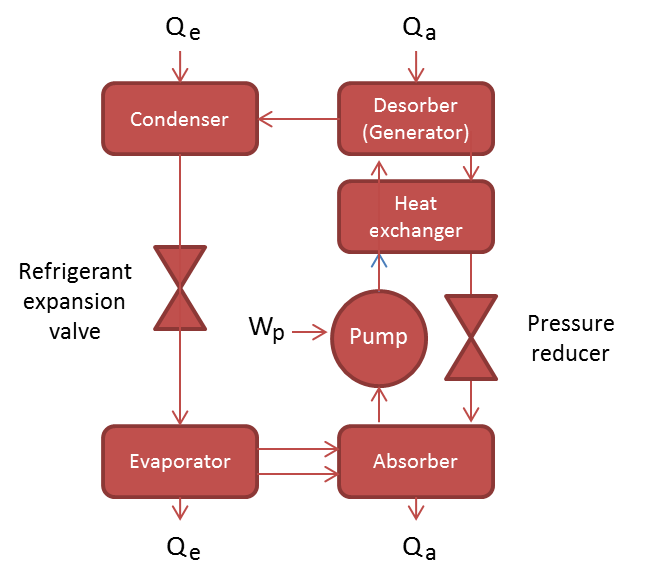 Qe
Qa
Condenser
Desorber
(Generator)
Heat
exchanger
Refrigerant
expansion
valve
Wp
Pump
Pressure
reducer
Evaporator
Absorber
Qe
Qa